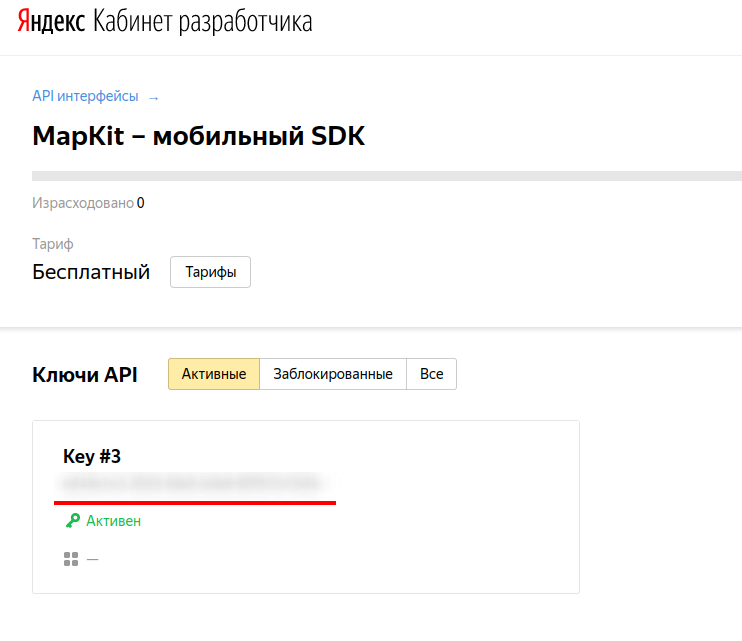 Яндекс Кабинет разработчика
API интерфейсы →
MapKit – мобильный SDK
Израсходовано 0
Тариф
Бесплатный Тарифы
Ключи API Активные Заблокированные Все
Key #3
Активен
—